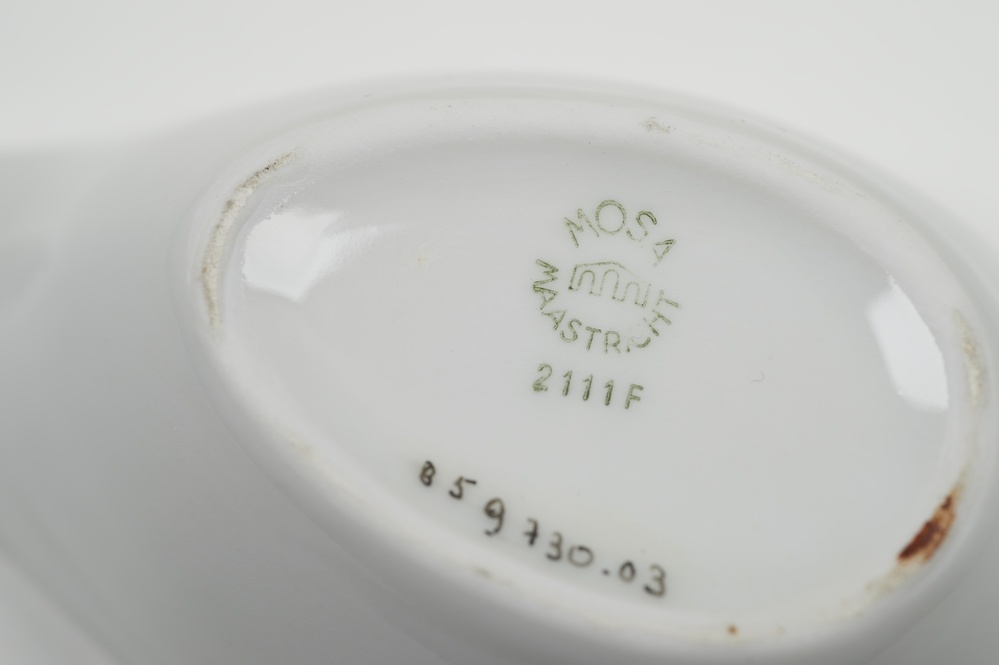 MOSA
MAASTRICHT
2111F
859730.03